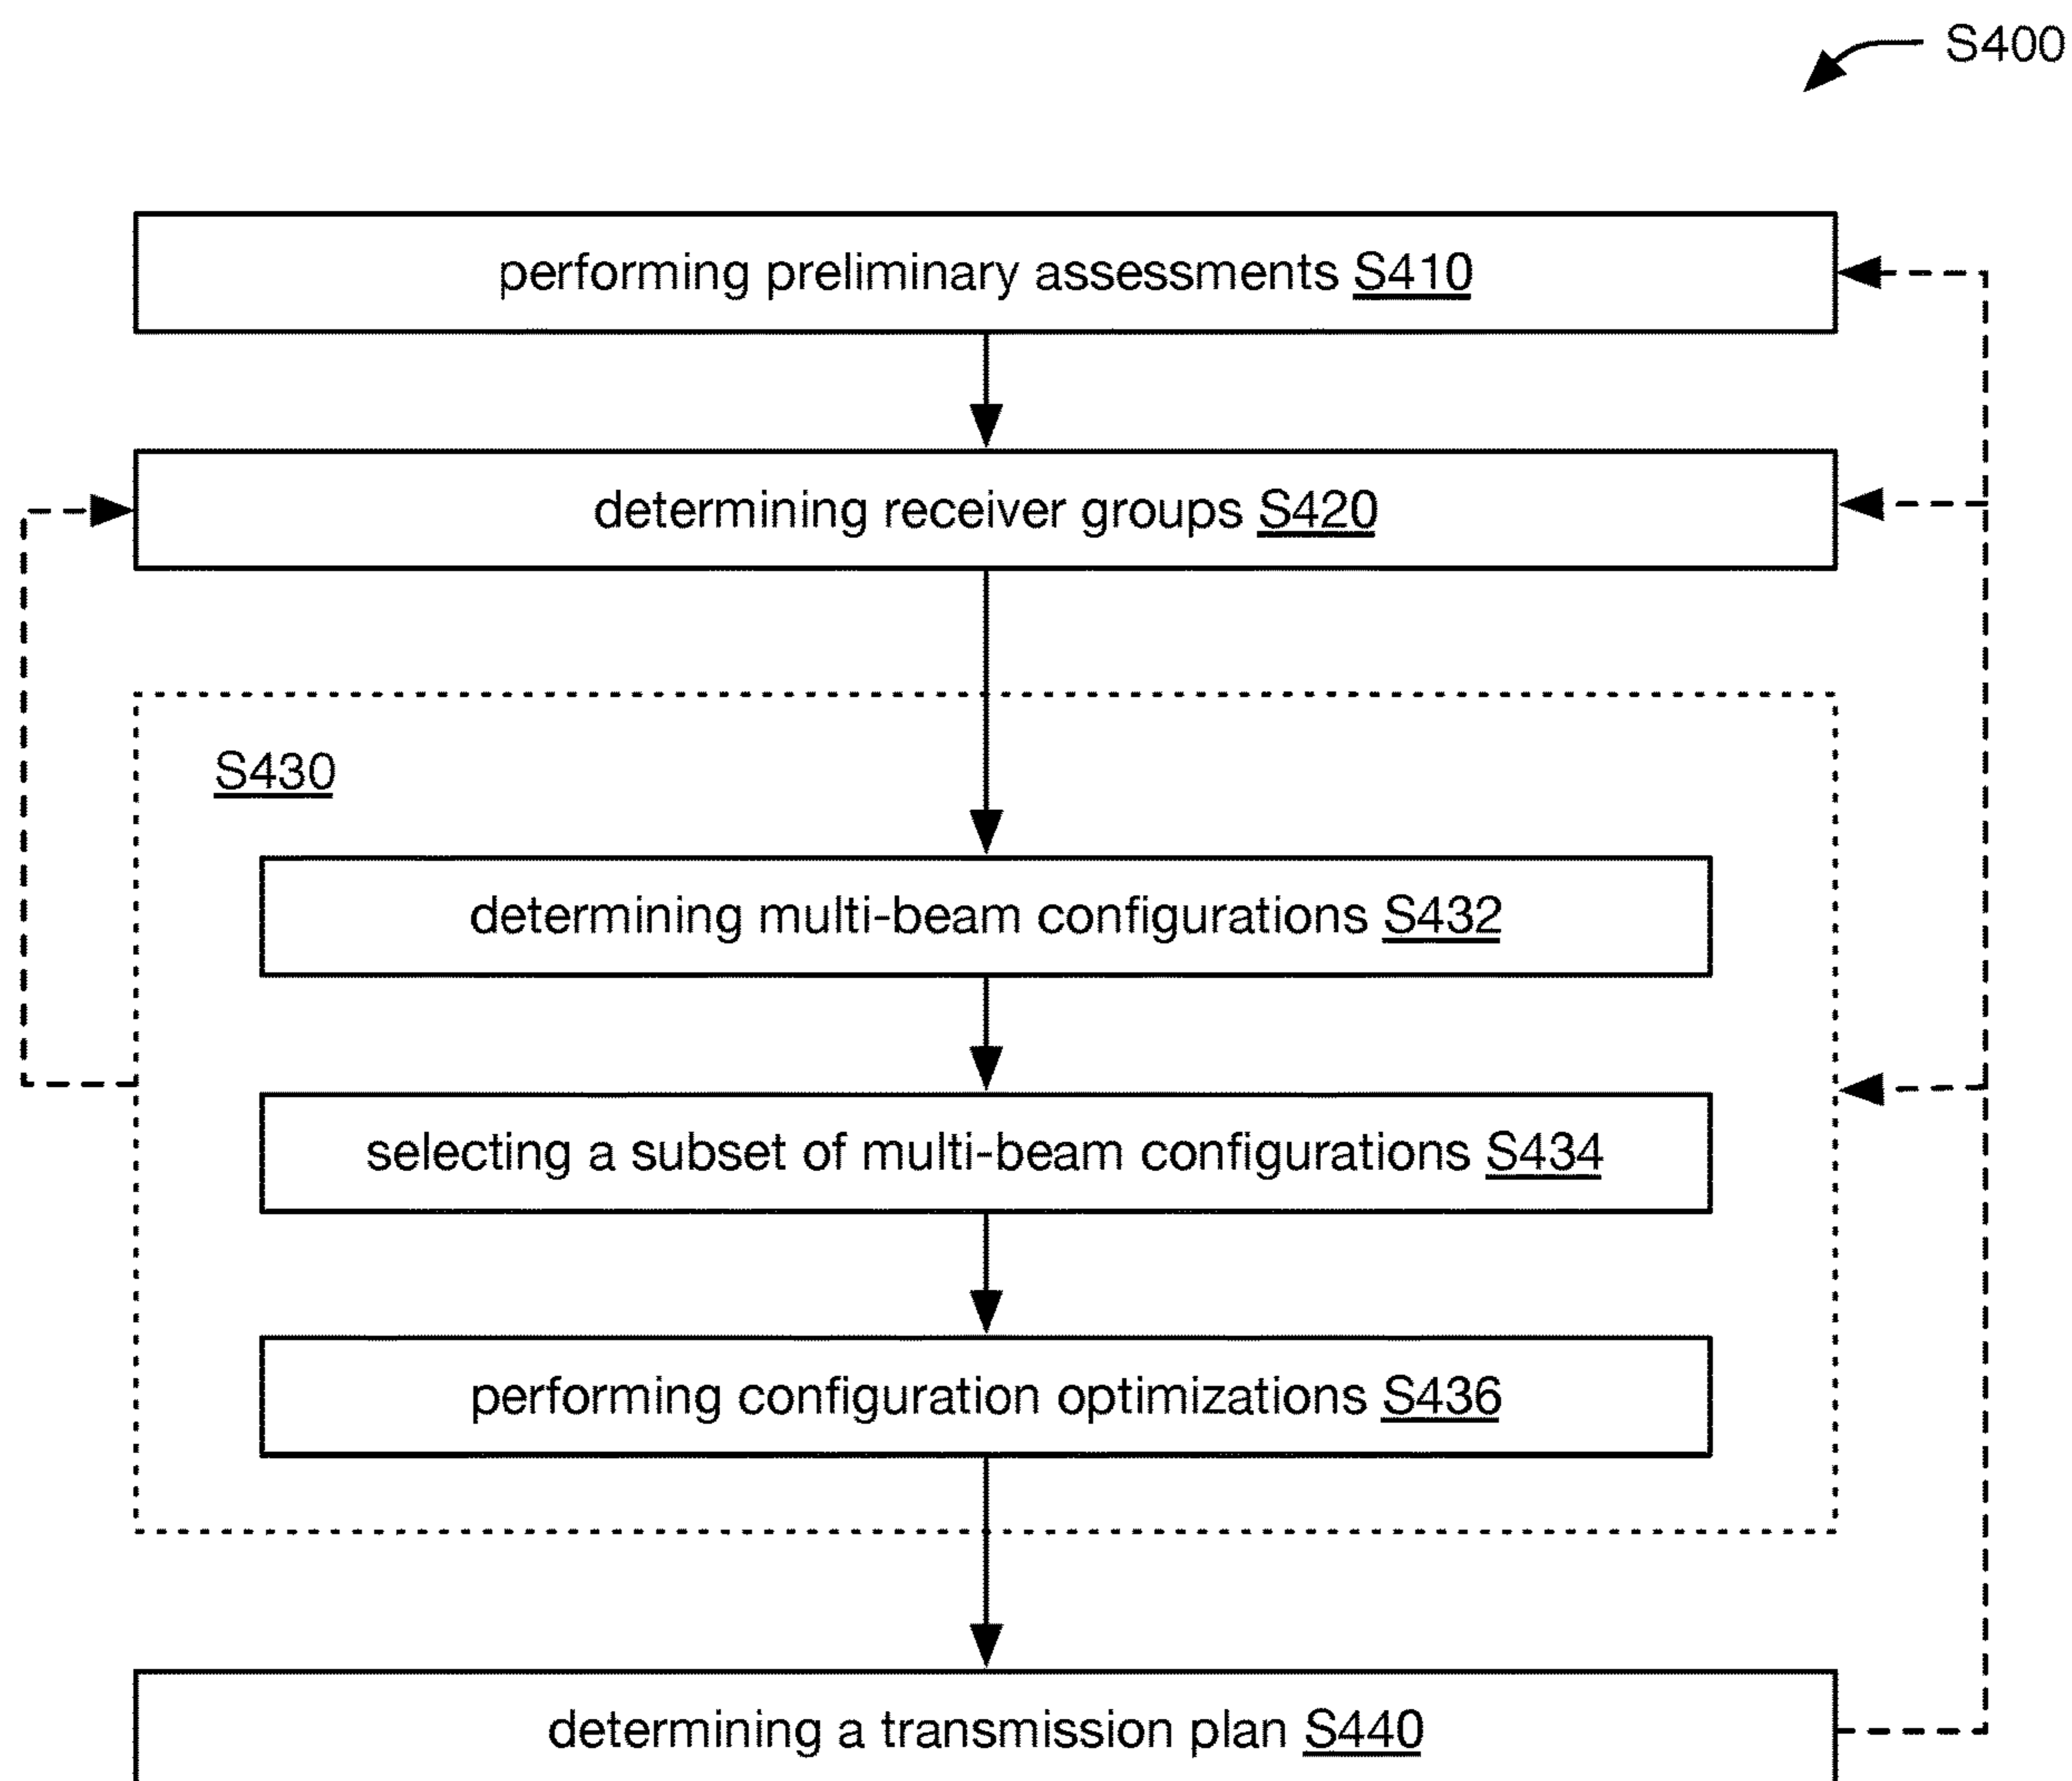 S400
performing preliminary assessments S410
determining receiver groups S420
S430
determining multi-beam configurations S432
selecting a subset of multi-beam configurations S434
performing configuration optimizations S436
determining a transmission plan S440